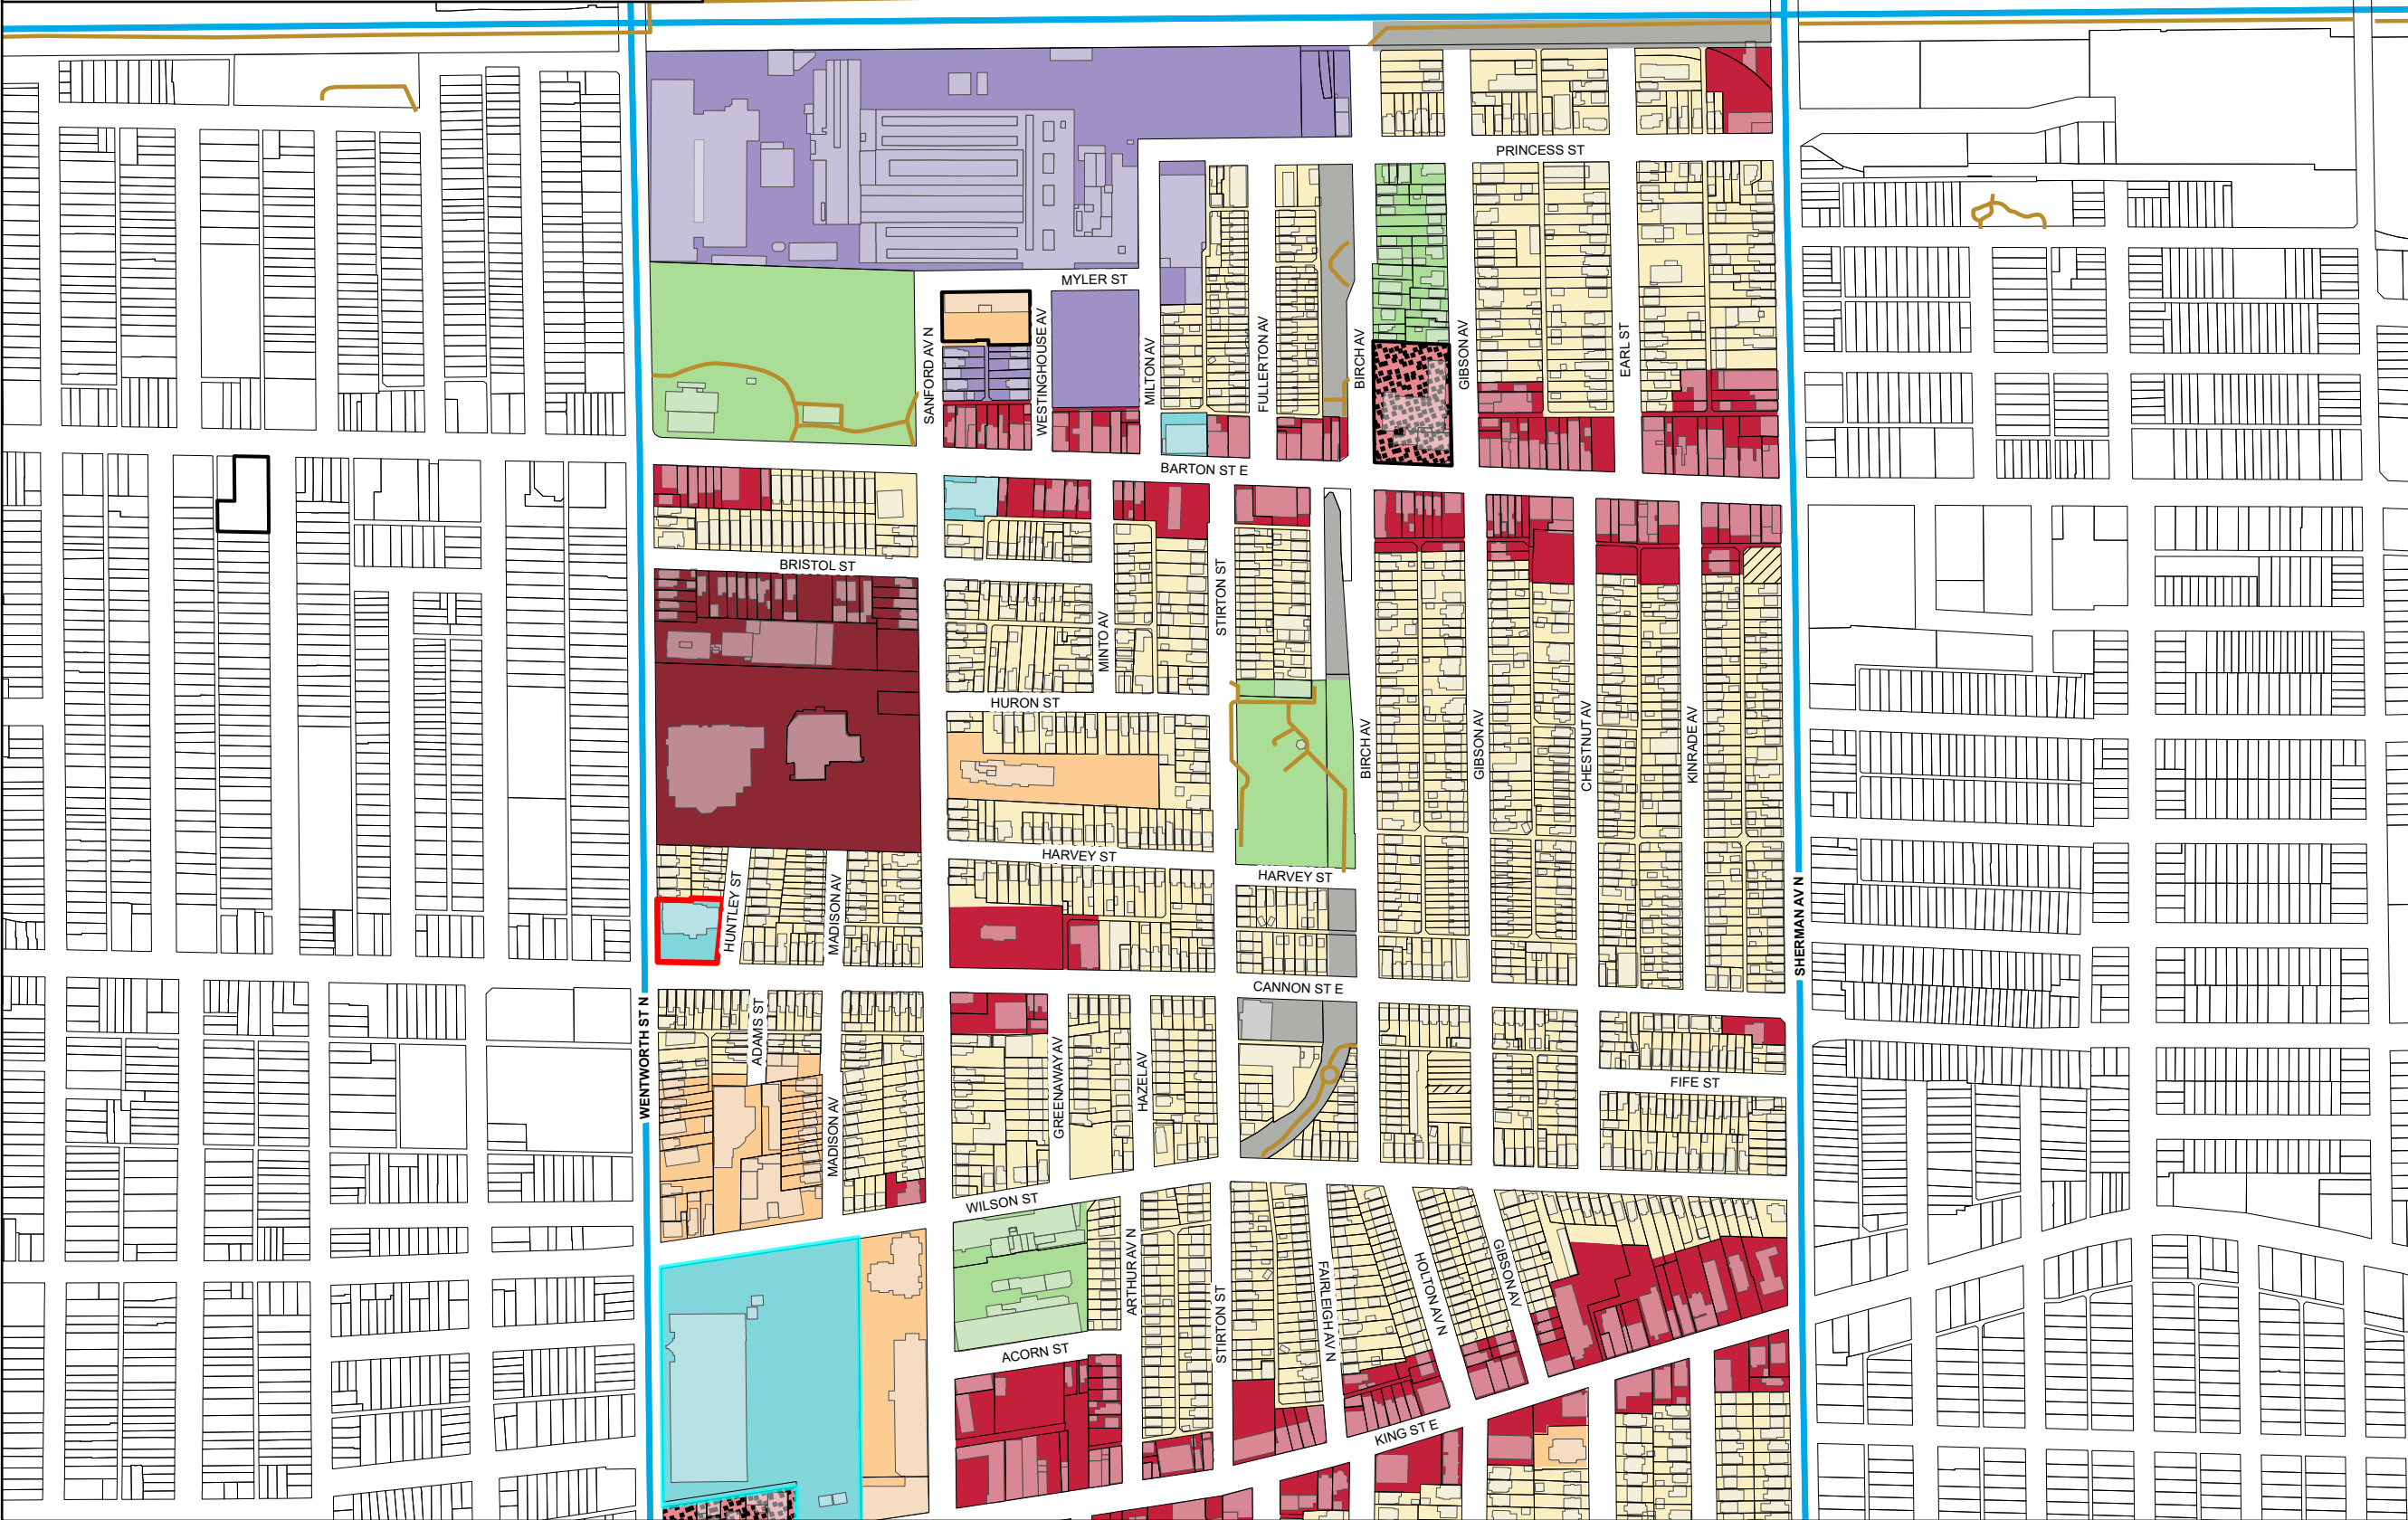 PRINCESS ST
MYLER ST
SANFORD AV N
WESTINGHOUSE AV
MILTON AV
FULLERTON AV
BIRCH AV
GIBSON AV
EARL ST
BARTON ST E
BRISTOL ST
STIRTON ST
MINTO AV
HURON ST
BIRCH AV
GIBSON AV
CHESTNUT AV
KINRADE AV
HARVEY ST
HARVEY ST
HUNTLEY ST
MADISON AV
SHERMAN AV N
CANNON ST E
WENTWORTH ST N
ADAMS ST
GREENAWAY AV
HAZEL AV
FIFE ST
MADISON AV
WILSON ST
ARTHUR AV N
STIRTON ST
FAIRLEIGH AV N
HOLTON AV N
GIBSON AV
ACORN ST
KING ST E